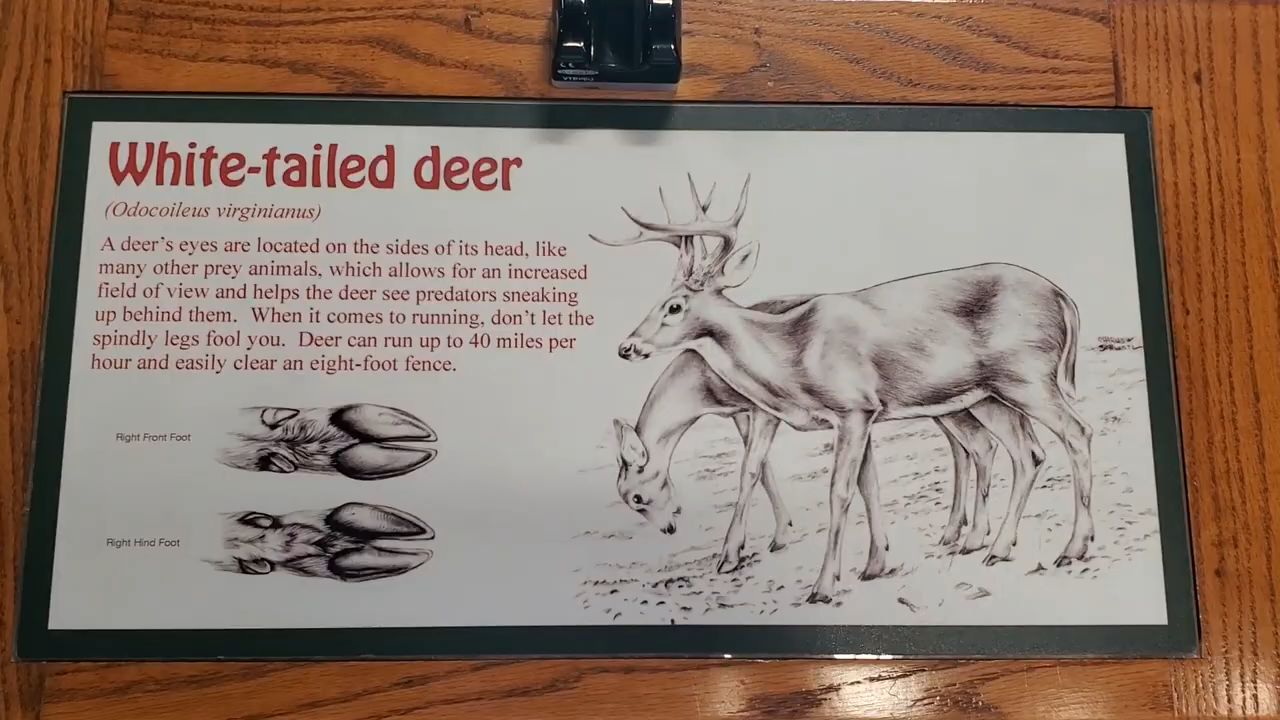 White-tailed deer
(Odocoileus virginianus)
A deer's eyes are located on the sides of its head, like
many other prey animals, which allows for an increased
field of view and helps the deer see predators sneaking
up behind them.  When it comes to running, don't let the
spindly legs fool you.  Deer can run up to 40 miles per
hour and easily clear an eight-foot fence.
Right Front Foot
Right Hind Foot